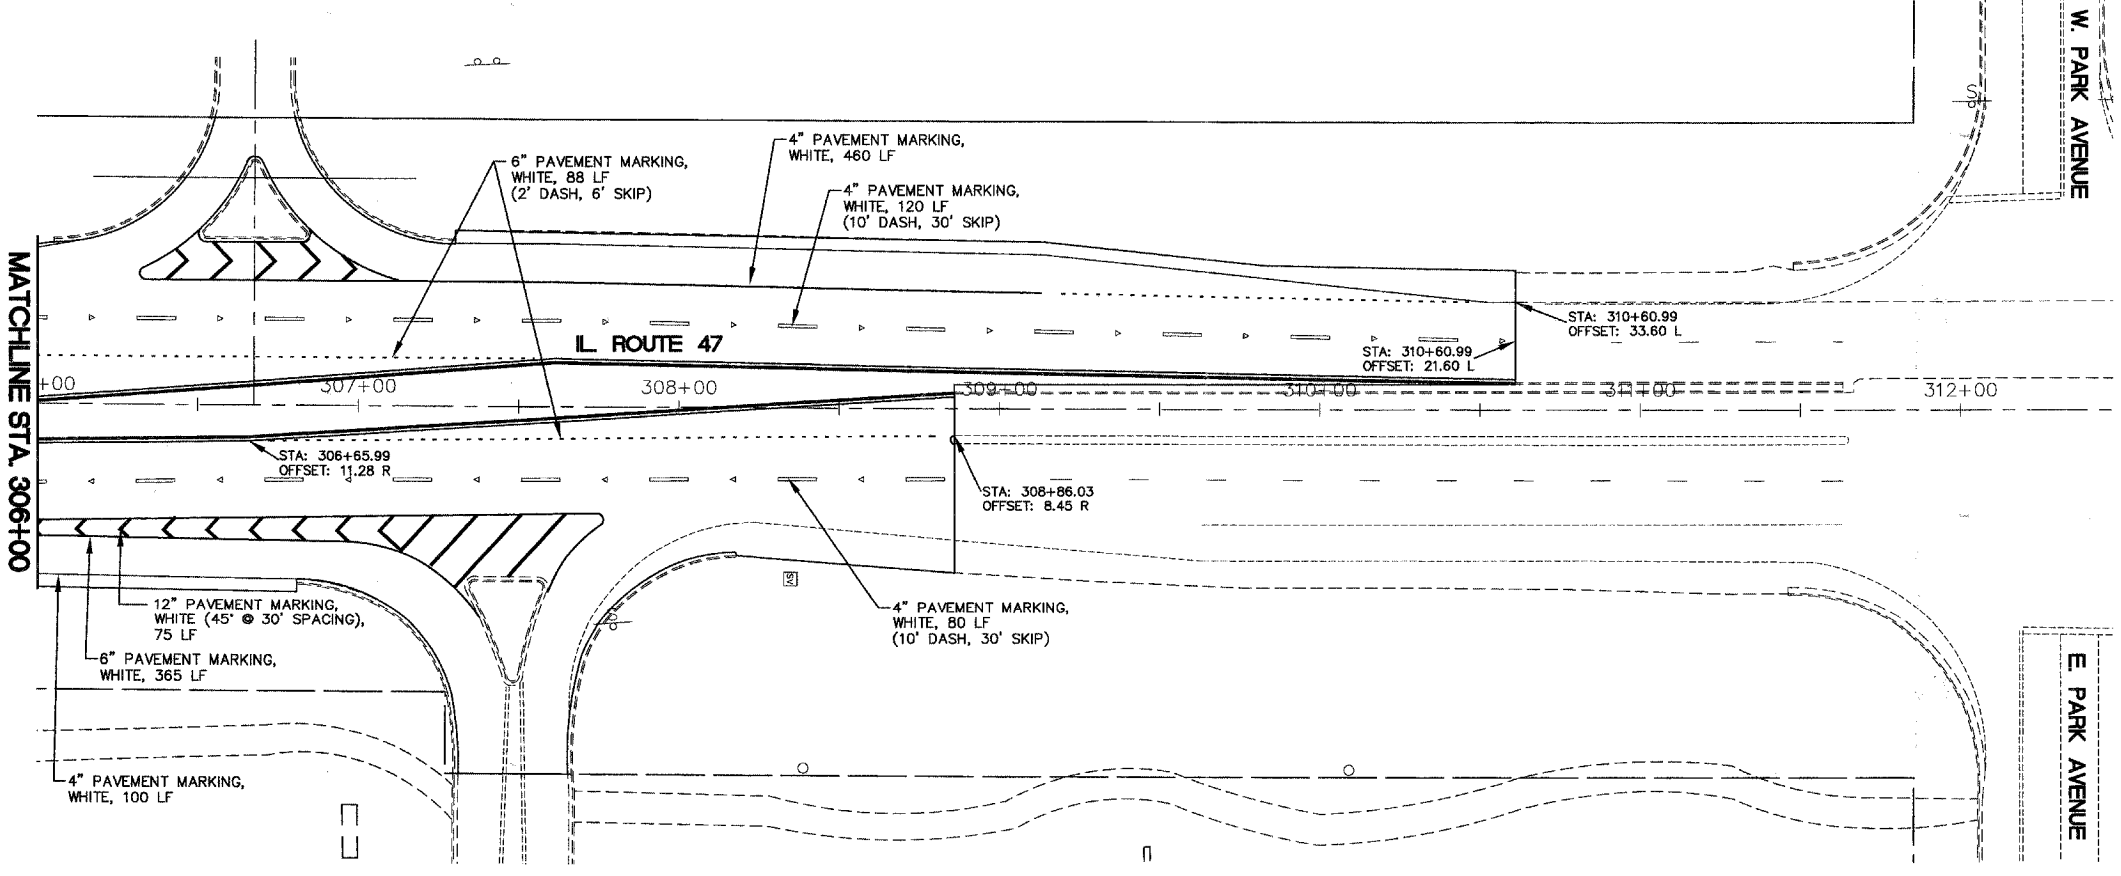 W. PARK AVENUE
4" PAVEMENT MARKING,
WHITE, 460 LF
6" PAVEMENT MARKING,
WHITE, 88 LF
(2' DASH, 6' SKIP)
4" PAVEMENT MARKING,
WHITE, 120 LF
(10' DASH, 30' SKIP)
MATCHLINE STA. 306+00
STA: 310+60.99
OFFSET: 33.60 L
IL. ROUTE 47
STA: 310+60.99
OFFSET: 21.60 L
+00
307+00
308+00
309+00
310+00
311+00
312+00
STA: 306+65.99
OFFSET: 11.28 R
STA: 308+86.03
OFFSET: 8.45 R
12" PAVEMENT MARKING,
WHITE (45° @ 30' SPACING),
75 LF
4" PAVEMENT MARKING,
WHITE, 80 LF
(10' DASH, 30' SKIP)
6" PAVEMENT MARKING,
WHITE, 365 LF
E. PARK AVENUE
4" PAVEMENT MARKING,
WHITE, 100 LF